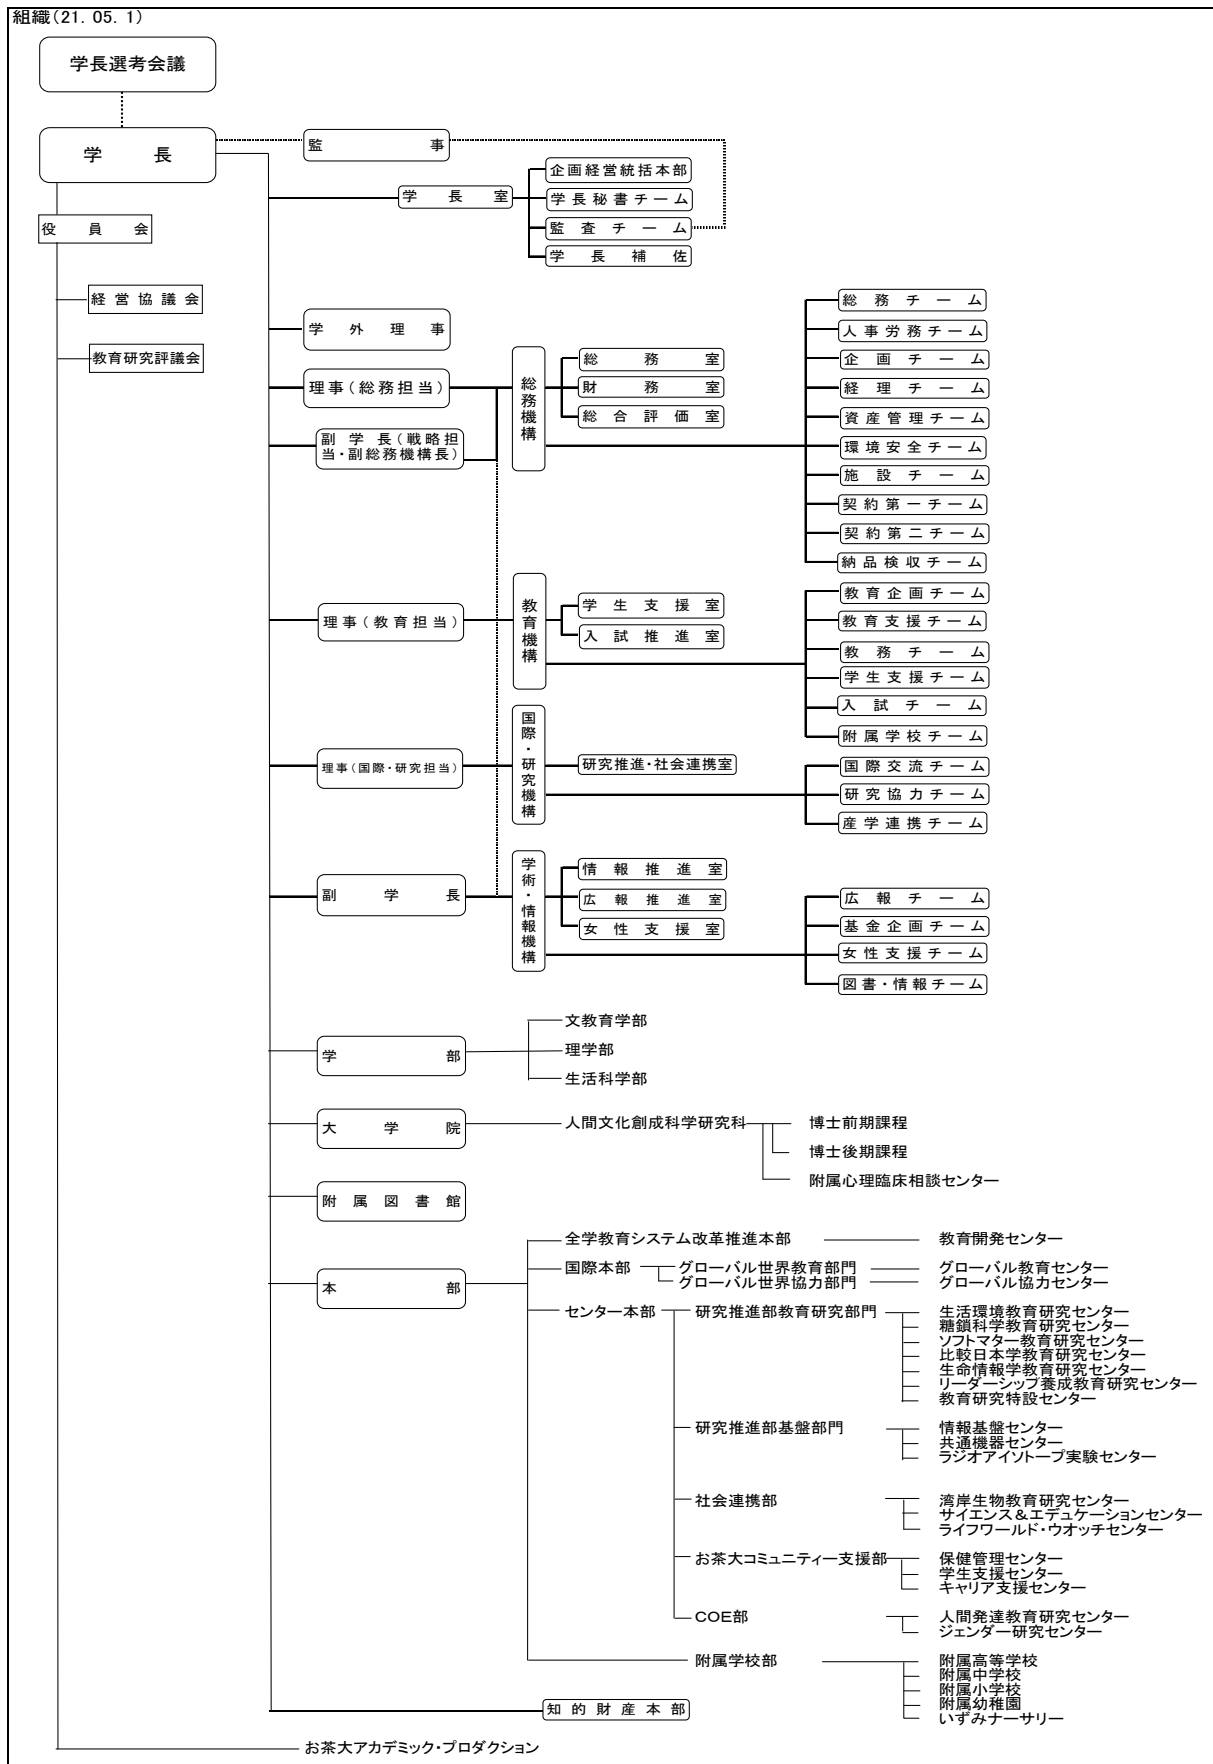 組織(21. 05. 1)
学長選考会議
学長
監事
企画経営統括本部
学長室
学長秘書チーム
監査チーム
学長補佐
役員会
経営協議会
教育研究評議会
学外理事
理事(総務担当)
副学長(戦略担
当・副総務機構長)
総務機構
総務室
財務室
総合評価室
総務チーム
人事労務チーム
企画チーム
経理チーム
資産管理チーム
環境安全チーム
施設チーム
契約第一チーム
契約第二チーム
納品検収チーム
理事(教育担当)
教育機構
学生支援室
入試推進室
教育企画チーム
教育支援チーム
教務チーム
学生支援チーム
入試チーム
附属学校チーム
理事(国際・研究担当)
国際・研究機構
研究推進・社会連携室
国際交流チーム
研究協力チーム
産学連携チーム
副学長
学術・情報機構
情報推進室
広報推進室
女性支援室
広報チーム
基金企画チーム
女性支援チーム
図書・情報チーム
学部
文教育学部
理学部
生活科学部
大学院
人間文化創成科学研究科
博士前期課程
博士後期課程
附属心理臨床相談センター
附属図書館
本部
全学教育システム改革推進本部
教育開発センター
国際本部
グローバル世界教育部門
グローバル教育センター
グローバル世界協力部門
グローバル協力センター
センター本部
研究推進部教育研究部門
生活環境教育研究センター
糖鎖科学教育研究センター
ソフトマター教育研究センター
比較日本学教育研究センター
生命情報学教育研究センター
リーダーシップ養成教育研究センター
教育研究特設センター
研究推進部基盤部門
情報基盤センター
共通機器センター
ラジオアイソトープ実験センター
社会連携部
湾岸生物教育研究センター
サイエンス&エデュケーションセンター
ライフワールド・ウオッチセンター
お茶大コミュニティー支援部
保健管理センター
学生支援センター
キャリア支援センター
COE部
人間発達教育研究センター
ジェンダー研究センター
附属学校部
附属高等学校
附属中学校
附属小学校
附属幼稚園
いずみナーサリー
知的財産本部
お茶大アカデミック・プロダクション